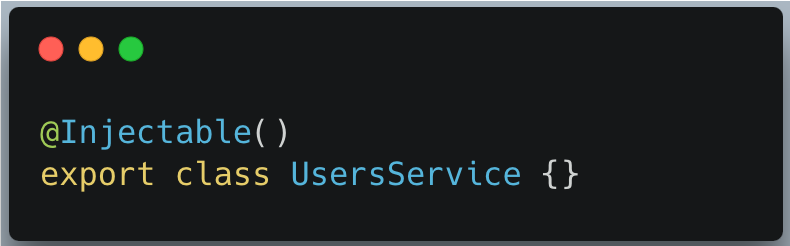 @Injectable()
export class UsersService {}